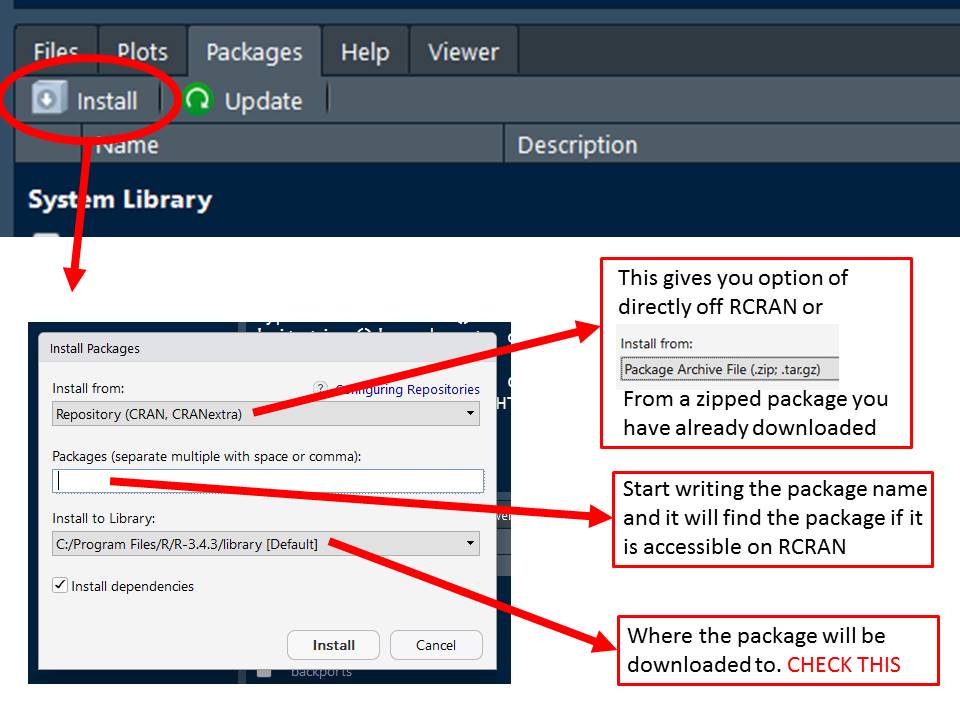 Files Plots Packages Help Viewer
Install Update
Name Description
System Library
This gives you option of
directly off RCRAN or
Install from:
Package Archive File (.zip; .tar.gz)
From a zipped package you
have already downloaded
Install Packages
Install from:
? Configuring Repositories
Repository (CRAN, CRANextra)
Packages (separate multiple with space or comma):
Start writing the package name
and it will find the package if it
is accessible on RCRAN
Install to Library:
C:/Program Files/R/R-3.4.3/library [Default]
Install dependencies
Install Cancel
Where the package will be
downloaded to. CHECK THIS
backports